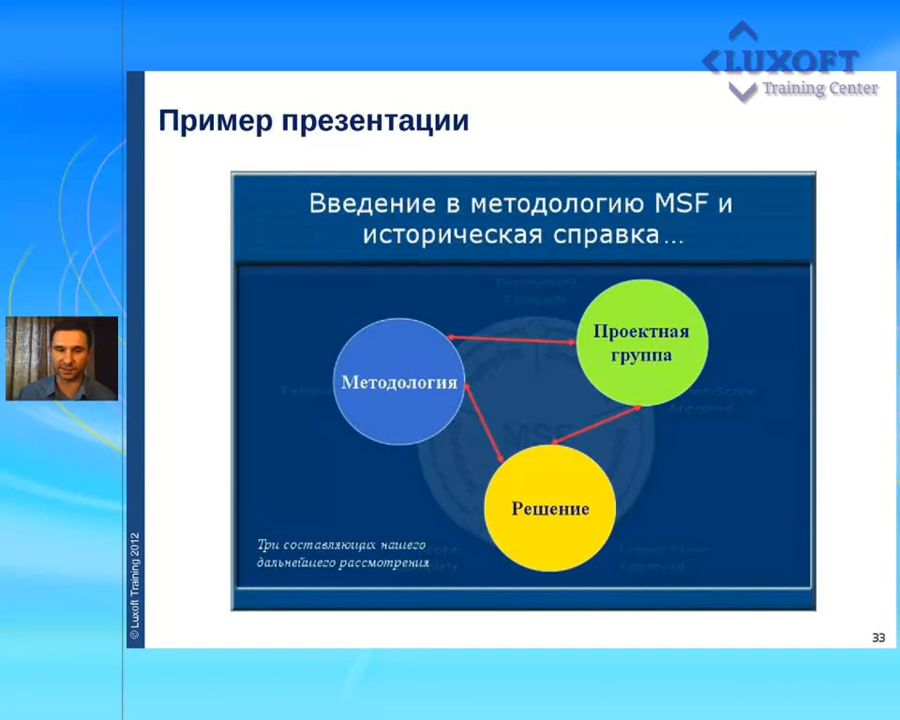 LUXOFT
Training Center
Пример презентации
Введение в методологию MSF и
историческая справка...
Проектная
группа
Методология
Решение
Три составляющих нашего
дальнейшего рассмотрения
© Luxoft Training 2012
33
MSF